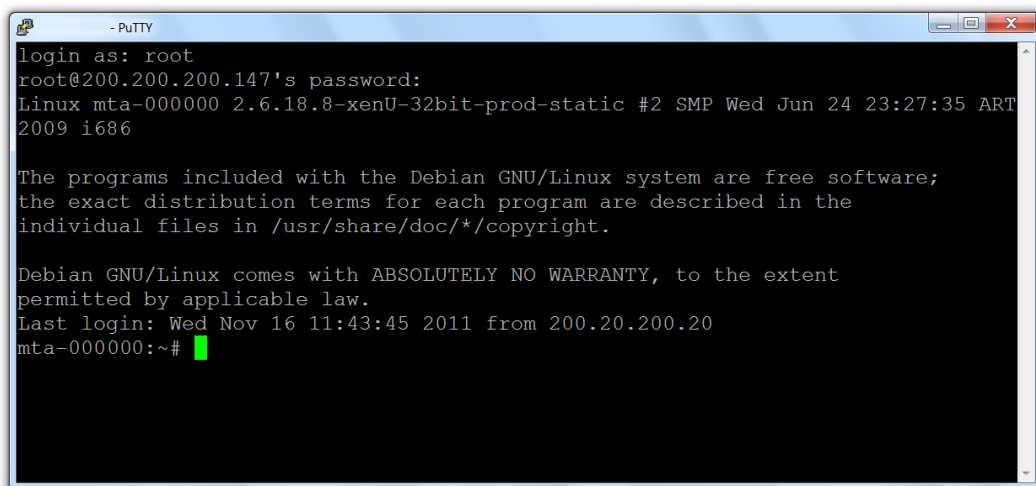 - PuTTY
login as: root
root@200.200.200.147's password:
Linux mta-000000 2.6.18.8-xenU-32bit-prod-static #2 SMP Wed Jun 24 23:27:35 ART
2009 i686
The programs included with the Debian GNU/Linux system are free software;
the exact distribution terms for each program are described in the
individual files in /usr/share/doc/*/copyright.
Debian GNU/Linux comes with ABSOLUTELY NO WARRANTY, to the extent
permitted by applicable law.
Last login: Wed Nov 16 11:43:45 2011 from 200.20.200.20
mta-000000:~#